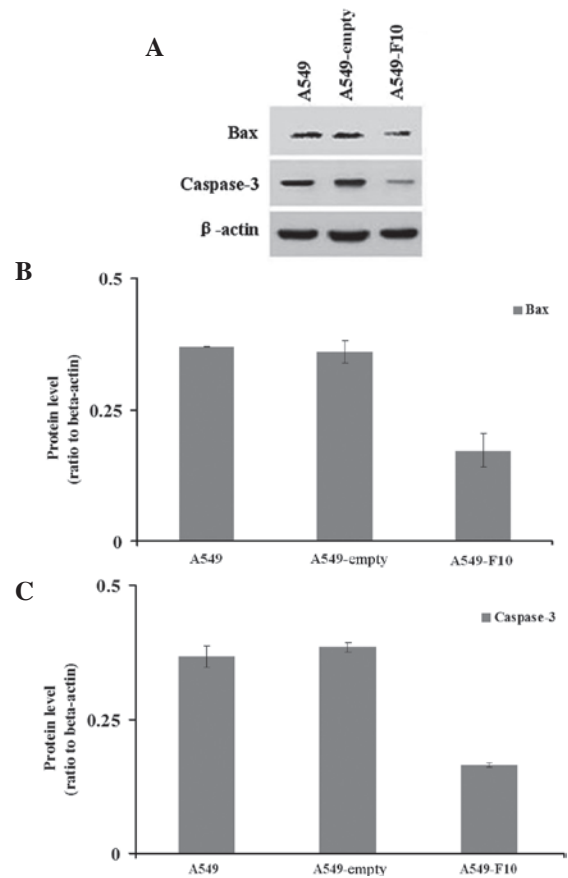 A
A549
A549-empty
A549-F10
Bax
Caspase-3
β-actin
B
0.5
0.25
0
Protein level
(ratio to beta-actin)
Bax
A549
A549-empty
A549-F10
C
0.5
0.25
0
Protein level
(ratio to beta-actin)
Caspase-3
A549
A549-empty
A549-F10